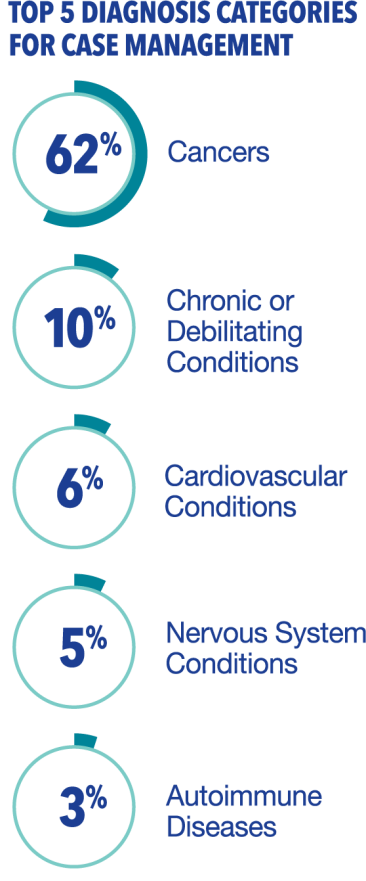 TOP 5 DIAGNOSIS CATEGORIES
FOR CASE MANAGEMENT
62%
Cancers
10%
Chronic or
Debilitating
Conditions
6%
Cardiovascular
Conditions
5%
Nervous System
Conditions
3%
Autoimmune
Diseases